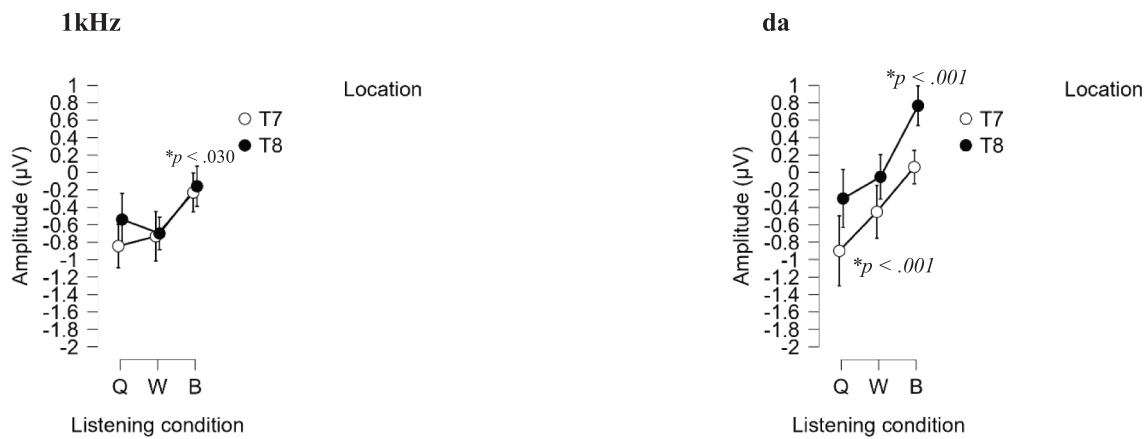 1kHz
Location
T7
T8
*p < .030
Amplitude (µV)
1
0.8
0.6
0.4
0.2
0
-0.2
-0.4
-0.6
-0.8
-1
-1.2
-1.4
-1.6
-1.8
-2
Q W B
Listening condition
da
Location
*p < .001
T7
T8
Amplitude (µV)
1
0.8
0.6
0.4
0.2
0
-0.2
-0.4
-0.6
-0.8
-1
-1.2
-1.4
-1.6
-1.8
-2
*p < .001
Q W B
Listening condition